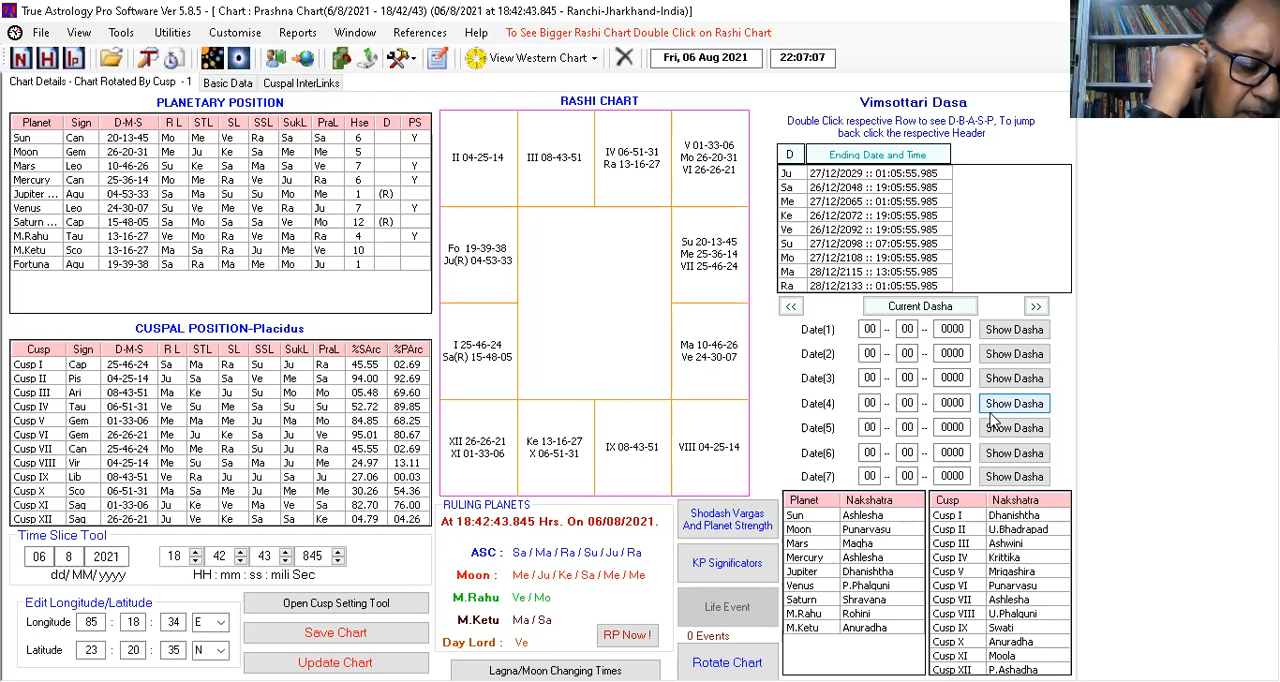 True Astrology Pro Software Ver 5.8.5 - [ Chart : Prashna Chart(6/8/2021 - 18/42/43) (06/08/2021 at 18:42:43.845 - Ranchi-Jharkhand-India)]
File View Tools Utilities Customise Reports Window References Help To See Bigger Rashi Chart Double Click on Rashi Chart
N H Ip View Western Chart Fri, 06 Aug 2021 22:07:07
Chart Details - Chart Rotated By Cusp - 1 Basic Data Cuspal InterLinks
PLANETARY POSITION
Planet Sign D-M-S R L STL SL SSL SukL PraL Hse D PS
Sun Can 20-13-45 Mo Me Ve Ra Sa Sa 6 Y
Moon Gem 26-20-31 Me Ju Ke Sa Me Me 5
Mars Leo 10-46-26 Su Ke Sa Ma Sa Ve 7 Y
Mercury Can 25-36-14 Mo Me Ra Ve Ju Ra 6 Y
Jupiter ... Aqu 04-53-33 Sa Ma Su Su Mo Me 1 (R)
Venus Leo 24-30-07 Su Ve Me Ve Ra Ju 7 Y
Saturn ... Cap 15-48-05 Sa Mo Sa Sa Ve Mo 12 (R)
M.Rahu Tau 13-16-27 Ve Mo Ra Ve Ma Ra 4 Y
M.Ketu Sco 13-16-27 Ma Sa Ra Ju Me Ve 10
Fortuna Aqu 19-39-38 Sa Ra Ma Me Mo Ju 1
CUSPAL POSITION-Placidus
Cusp Sign D-M-S R L STL SL SSL SukL PraL %SArc %PArc
Cusp I Cap 25-46-24 Sa Ma Ra Su Ju Ra 45.55 02.69
Cusp II Pis 04-25-14 Ju Sa Sa Ve Me Sa 94.00 92.69
Cusp III Ari 08-43-51 Ma Ke Ju Su Mo Mo 05.48 69.60
Cusp IV Tau 06-51-31 Ve Su Me Sa Su Su 52.72 89.85
Cusp V Gem 01-33-06 Me Ma Ke Ju Ra Ma 84.85 68.25
Cusp VI Gem 26-26-21 Me Ju Ke Sa Ju Ma 95.01 80.67
Cusp VII Can 25-46-24 Mo Me Ra Su Sa Me 45.55 02.69
Cusp VIII Vir 04-25-14 Me Su Sa Ma Ju Me 24.97 13.11
Cusp IX Lib 08-43-51 Ve Ra Ju Ju Sa Ju 27.06 00.03
Cusp X Sco 06-51-31 Ma Sa Me Ju Me Me 30.26 54.36
Cusp XI Sag 01-33-06 Ju Ke Ve Ma Ra Sa 82.70 76.00
Cusp XII Sag 26-26-21 Ju Ve Ke Sa Ma Sa 04.79 04.26
Time Slice Tool
06 8 2021 18 42 43 845
dd/ MM/ yyyy HH : mm : ss : mili Sec
Edit Longitude/Latitude
Longitude 85 : 18 : 34 E
Latitude 23 : 20 : 35 N
Open Cusp Setting Tool
Save Chart
Update Chart
RASHI CHART
II 04-25-14
III 08-43-51
IV 06-51-31
Ra 13-16-27
V 01-33-06
Mo 26-20-31
VI 26-26-21
Fo 19-39-38
Ju(R) 04-53-33
Su 20-13-45
Me 25-36-14
VII 25-46-24
I 25-46-24
Sa(R) 15-48-05
Ma 10-46-26
Ve 24-30-07
XII 26-26-21
XI 01-33-06
Ke 13-16-27
X 06-51-31
IX 08-43-51
VIII 04-25-14
RULING PLANETS
At 18:42:43.845 Hrs. On 06/08/2021.
ASC : Sa / Ma / Ra / Su / Ju / Ra
Moon : Me / Ju / Ke / Sa / Me / Me
M.Rahu : Ve / Mo
M.Ketu : Ma / Sa
Day Lord : Ve
RP Now !
Lagna/Moon Changing Times
Shodash Vargas
And Planet Strength
KP Significators
Life Event
0 Events
Rotate Chart
Vimsottari Dasa
Double Click respective Row to see D-B-A-S-P, To jump
back click the respective Header
D Ending Date and Time
Ju 27/12/2029 :: 01:05:55.985
Sa 26/12/2048 :: 19:05:55.985
Me 27/12/2065 :: 01:05:55.985
Ke 26/12/2072 :: 19:05:55.985
Ve 26/12/2092 :: 19:05:55.985
Su 27/12/2098 :: 07:05:55.985
Mo 27/12/2108 :: 19:05:55.985
Ma 28/12/2115 :: 13:05:55.985
Ra 28/12/2133 :: 01:05:55.985
<< Current Dasha >>
Date(1) 00 -- 00 -- 0000 Show Dasha
Date(2) 00 -- 00 -- 0000 Show Dasha
Date(3) 00 -- 00 -- 0000 Show Dasha
Date(4) 00 -- 00 -- 0000 Show Dasha
Date(5) 00 -- 00 -- 0000 Show Dasha
Date(6) 00 -- 00 -- 0000 Show Dasha
Date(7) 00 -- 00 -- 0000 Show Dasha
Planet Nakshatra
Sun Ashlesha
Moon Punarvasu
Mars Magha
Mercury Ashlesha
Jupiter Dhanishtha
Venus P.Phalguni
Saturn Shravana
M.Rahu Rohini
M.Ketu Anuradha
Cusp Nakshatra
Cusp I Dhanishtha
Cusp II U.Bhadrapad
Cusp III Ashwini
Cusp IV Krittika
Cusp V Mrigashira
Cusp VI Punarvasu
Cusp VII Ashlesha
Cusp VIII U.Phalguni
Cusp IX Swati
Cusp X Anuradha
Cusp XI Moola
Cusp XII P.Ashadha